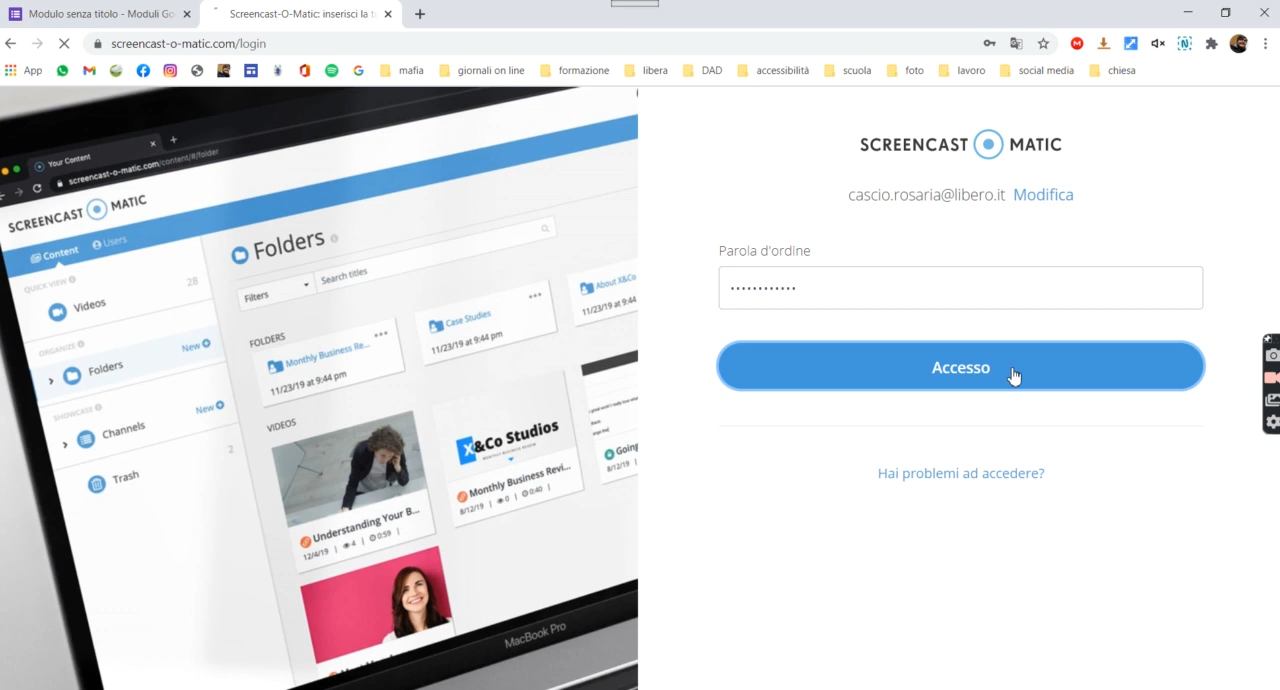 Modulo senza titolo - Moduli Go
Screencast-O-Matic: inserisci la t
screencast-o-matic.com/login
App
mafia
giornali on line
formazione
libera
DAD
accessibilità
scuola
foto
lavoro
social media
chiesa
Your Content
screencast-o-matic.com/content/#/folder
SCREENCAST O MATIC
Content
Users
QUICK VIEW
Videos
28
ORGANIZE
Folders
New
SHOWCASE
Channels
New
Trash
2
Folders
Filters
Search titles
FOLDERS
Monthly Business Re...
11/23/19 at 9:44 pm
Case Studies
11/23/19 at 9:44 pm
About X&Co
11/23/19 at 9:44
VIDEOS
Understanding Your B...
12/4/19 | 4 | 0:59 |
X&Co Studios
MONTHLY BUSINESS REVIEW
Monthly Business Revi...
8/12/19 | 0 | 0:40 |
Going
8/12/19 |
MacBook Pro
SCREENCAST O MATIC
cascio.rosaria@libero.it Modifica
Parola d'ordine
••••••••••••
Accesso
Hai problemi ad accedere?